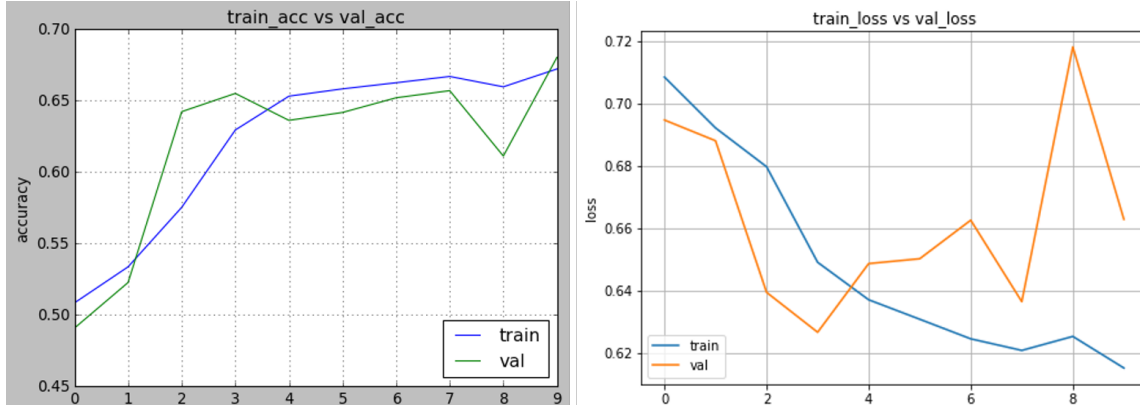 train_acc vs val_acc
0.70
0.65
0.60
0.55
0.50
0.45
accuracy
train
val
0 1 2 3 4 5 6 7 8 9
train_loss vs val_loss
0.72
0.70
0.68
0.66
0.64
0.62
loss
train
val
0 2 4 6 8